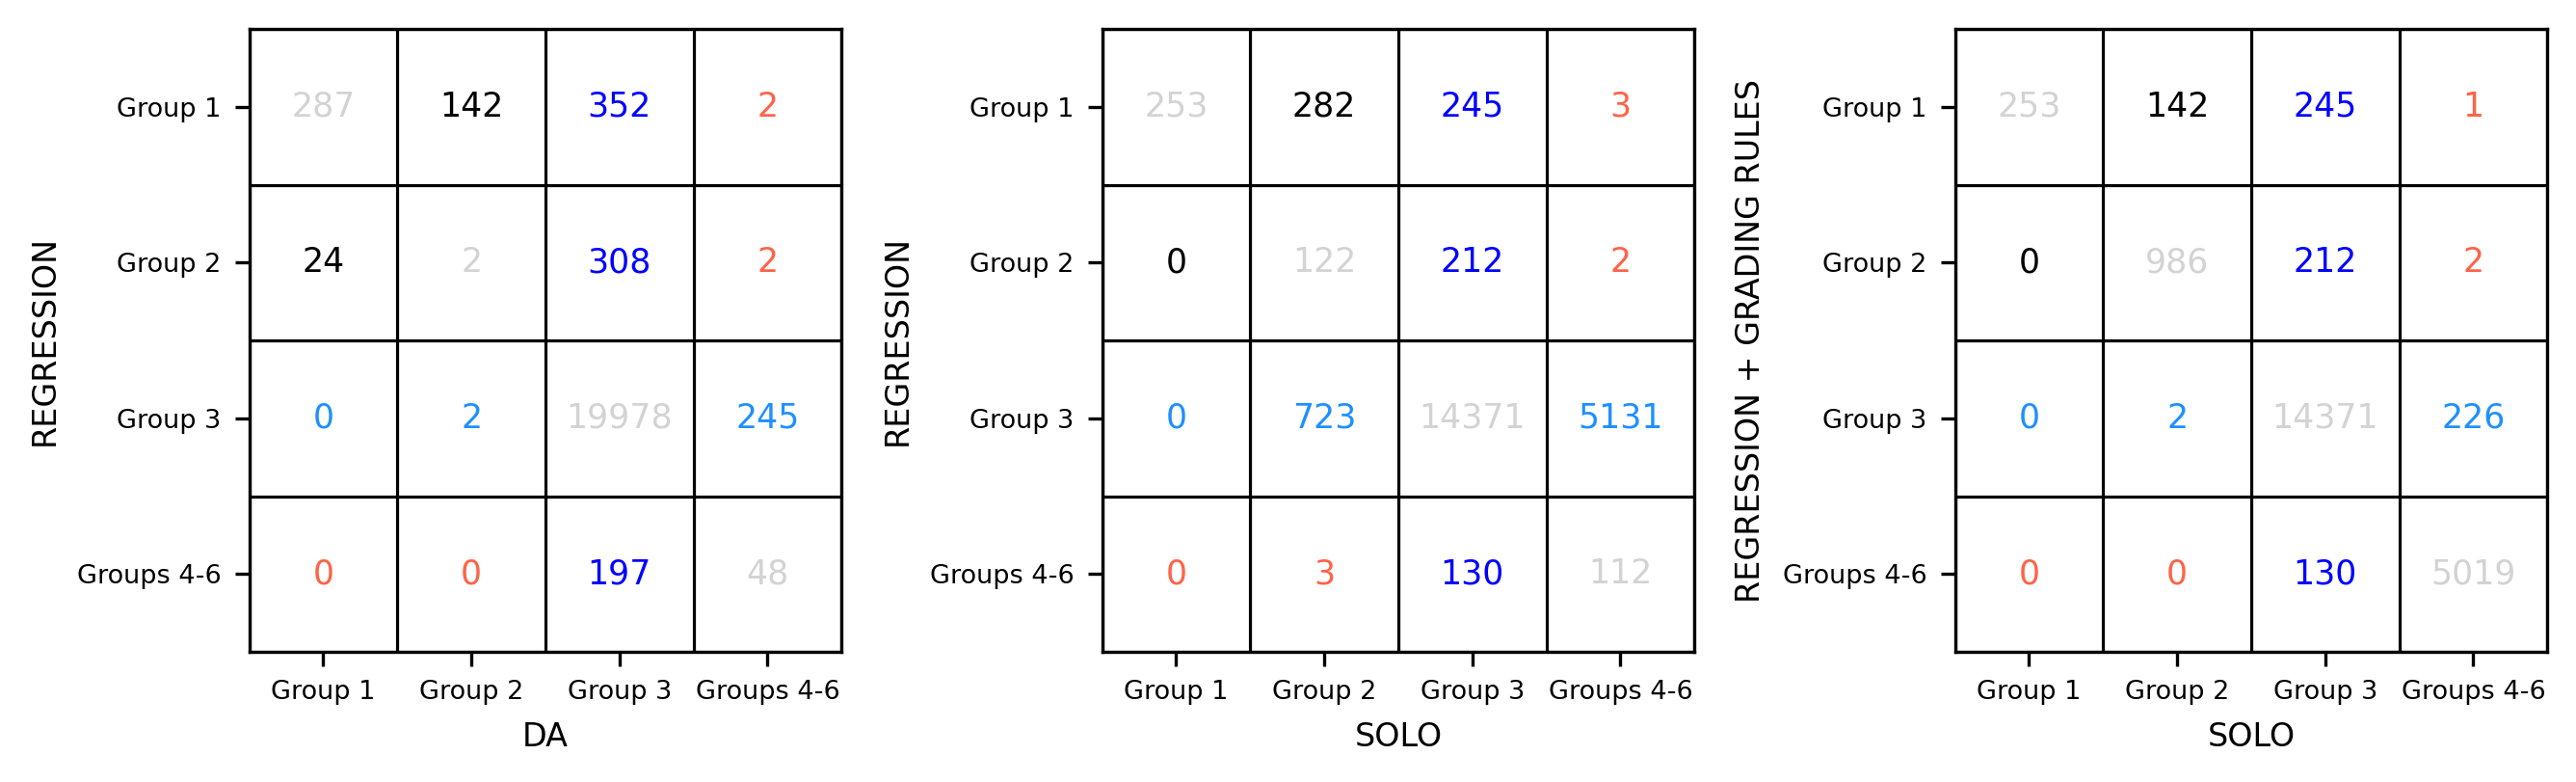 REGRESSION
Group 1 287 142 352 2
Group 2 24 2 308 2
Group 3 0 2 19978 245
Groups 4-6 0 0 197 48
Group 1 Group 2 Group 3 Groups 4-6
DA
REGRESSION
Group 1 253 282 245 3
Group 2 0 122 212 2
Group 3 0 723 14371 5131
Groups 4-6 0 3 130 112
Group 1 Group 2 Group 3 Groups 4-6
SOLO
REGRESSION + GRADING RULES
Group 1 253 142 245 1
Group 2 0 986 212 2
Group 3 0 2 14371 226
Groups 4-6 0 0 130 5019
Group 1 Group 2 Group 3 Groups 4-6
SOLO